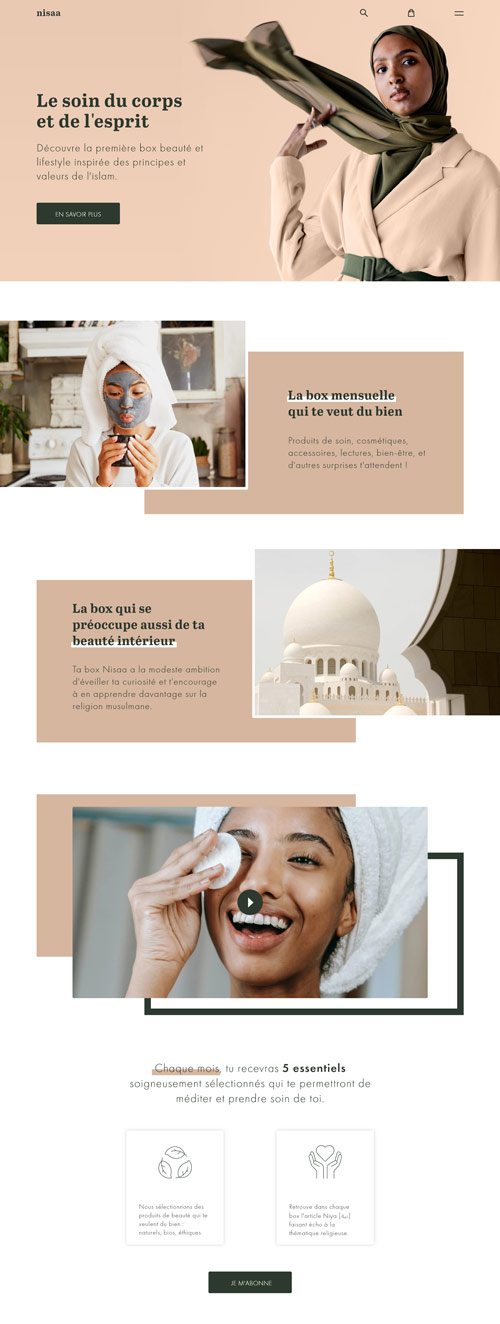 nisaa
Le soin du corps
et de l'esprit
Découvre la première box beauté et
lifestyle inspirée des principes et
valeurs de l'islam.
EN SAVOIR PLUS
La box mensuelle
qui te veut du bien
Produits de soin, cosmétiques,
accessoires, lectures, bien-être, et
d'autres surprises t'attendent !
La box qui se
préoccupe aussi de ta
beauté intérieur
Ta box Nisaa a la modeste ambition
d'éveiller ta curiosité et t'encourage
à en apprendre davantage sur la
religion musulmane.
Chaque mois, tu recevras 5 essentiels
soigneusement sélectionnés qui te permettront de
méditer et prendre soin de toi.
Nous sélectionnons des
produits de beauté qui te
veulent du bien :
naturels, bios, éthiques.
Retrouve dans chaque
box l'article Niya
faisant écho à la
thématique religieuse.
JE M'ABONNE